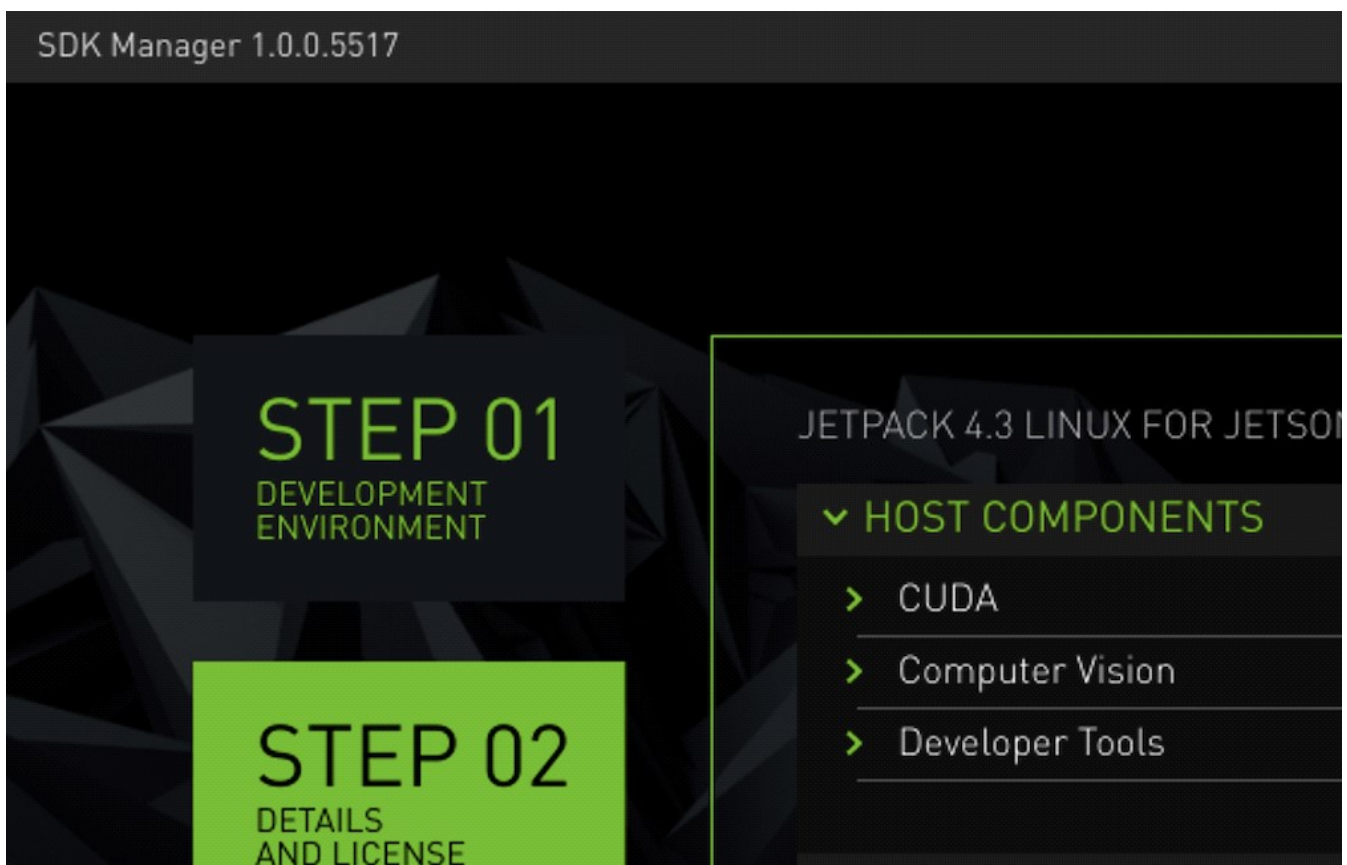 SDK Manager 1.0.0.5517
STEP 01
DEVELOPMENT
ENVIRONMENT
STEP 02
DETAILS
AND LICENSE
JETPACK 4.3 LINUX FOR JETSON
HOST COMPONENTS
CUDA
Computer Vision
Developer Tools